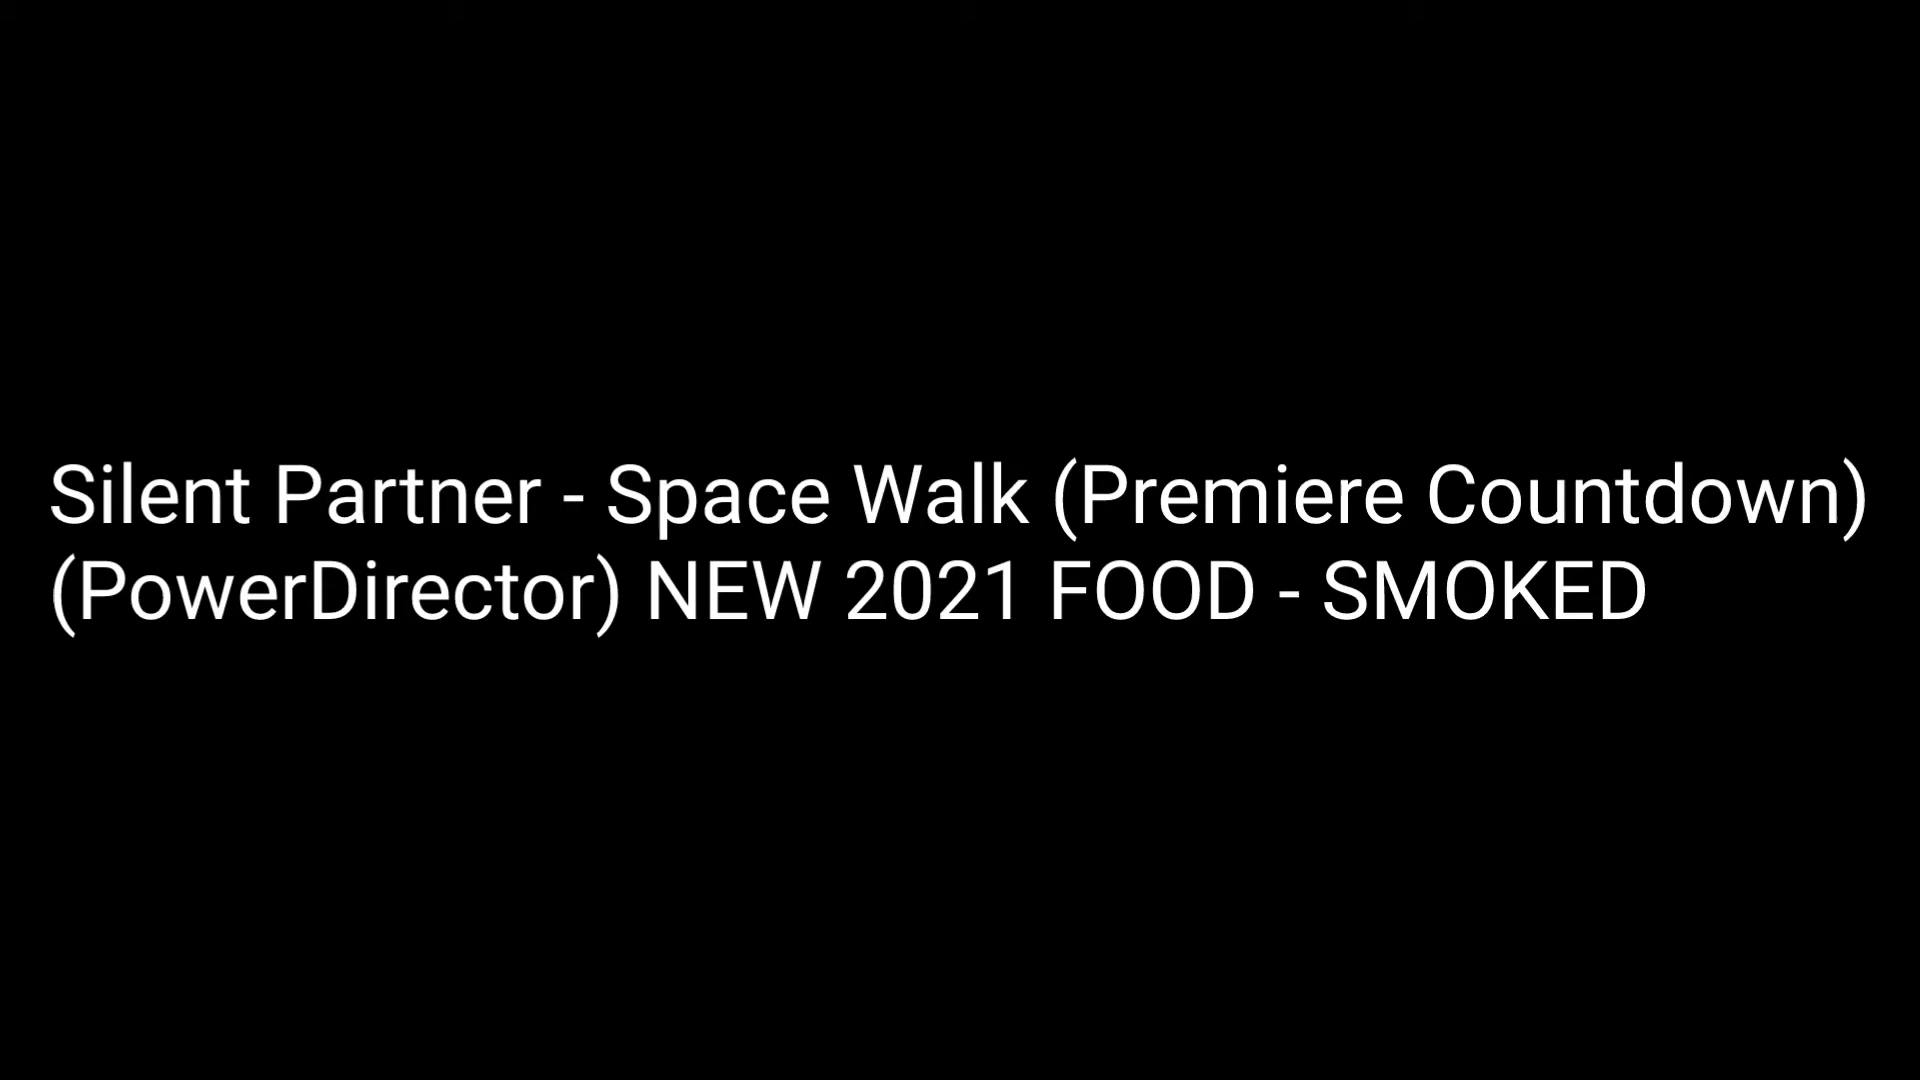 Silent Partner - Space Walk (Premiere Countdown)
(PowerDirector) NEW 2021 FOOD - SMOKED